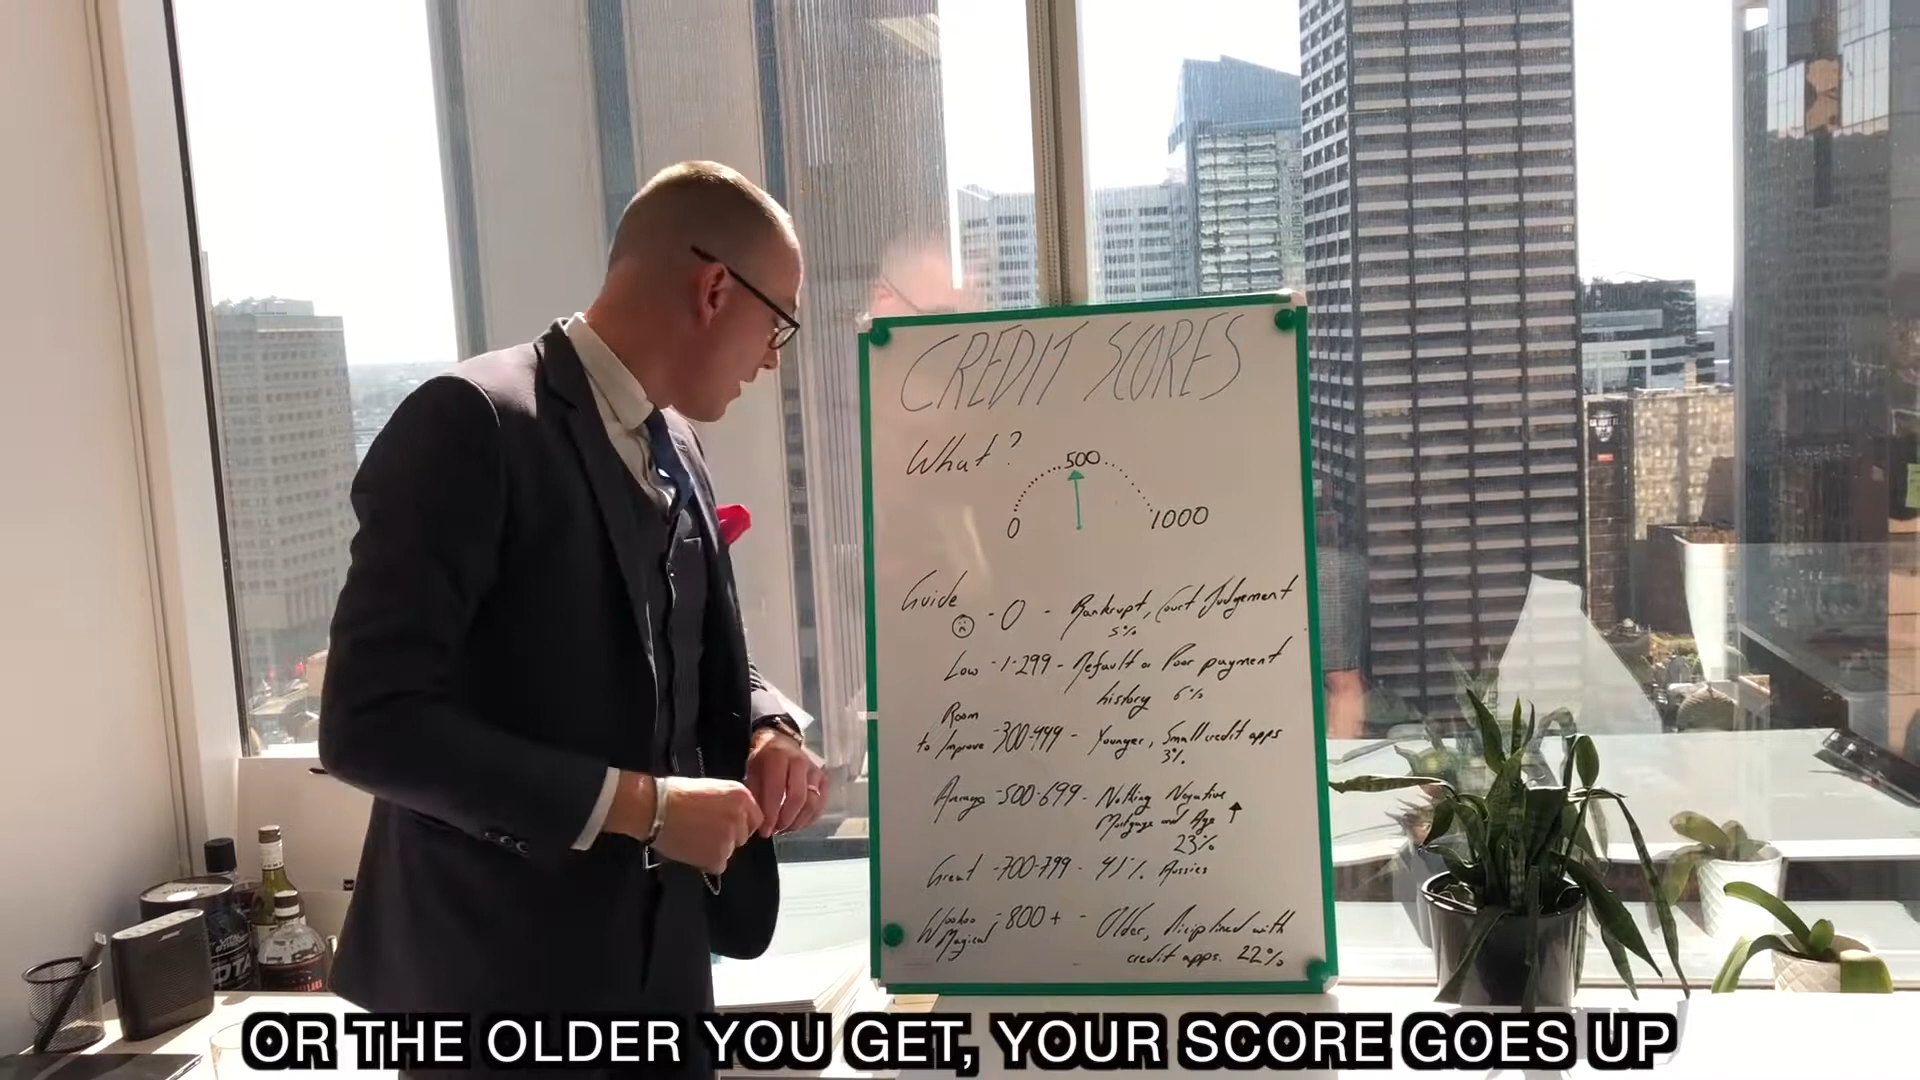 CREDIT SCORES
What?
500
0
1000
Guide
- 0 - Bankrupt, Court Judgement
5%
Low - 1-299 - Default or Poor payment
history 6%
Room
to Improve - 300-499 - Younger, Small credit apps
3%
Average - 500-699 - Nothing Negative
Mortgage and Age ↑
23%
Great - 700-799 - 41% Aussies
Woohoo - 800+ - Older, Diciplined with
Magical
credit apps. 22%
OR THE OLDER YOU GET, YOUR SCORE GOES UP